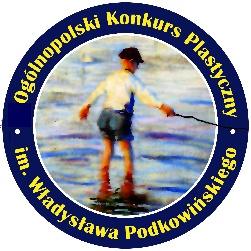 Ogólnopolski Konkurs Plastyczny
im. Władysława Podkowińskiego